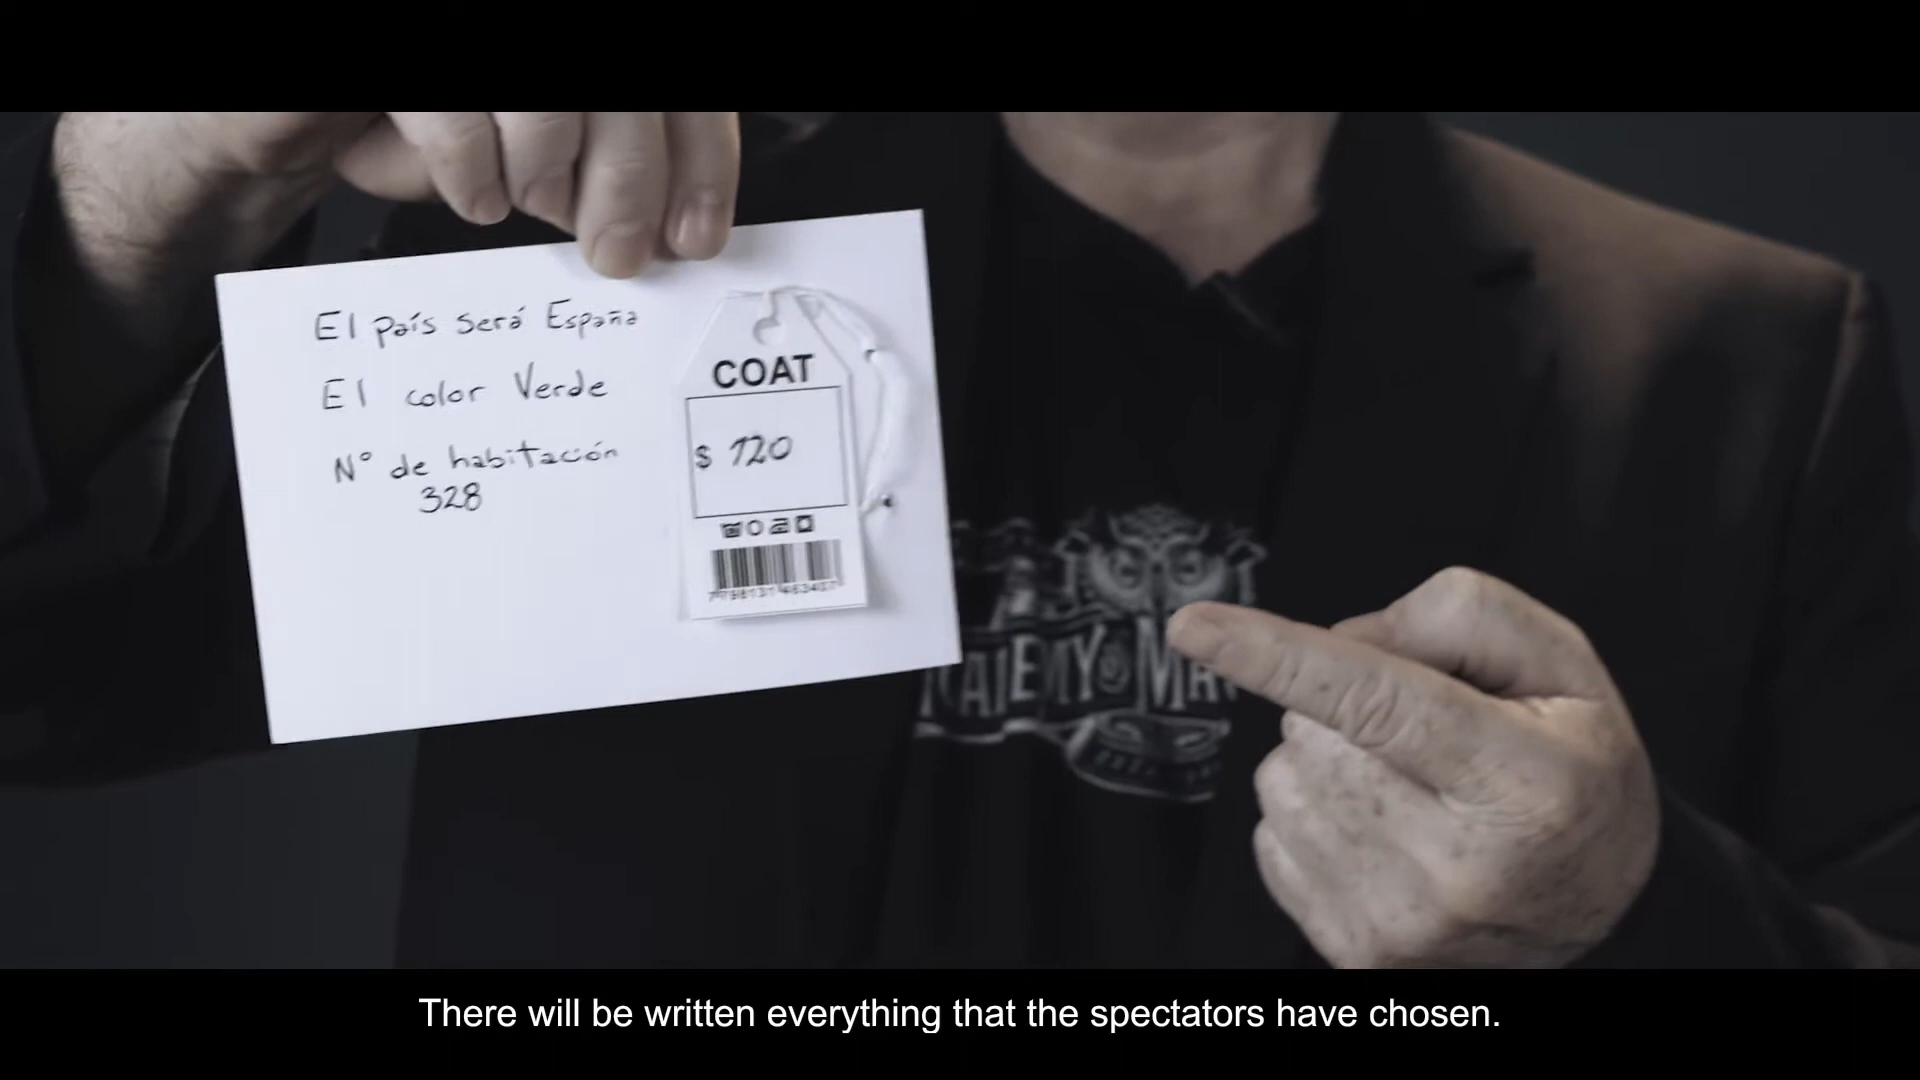 El país será España
El color Verde
Nº de habitación
328
COAT
$ 120
There will be written everything that the spectators have chosen.